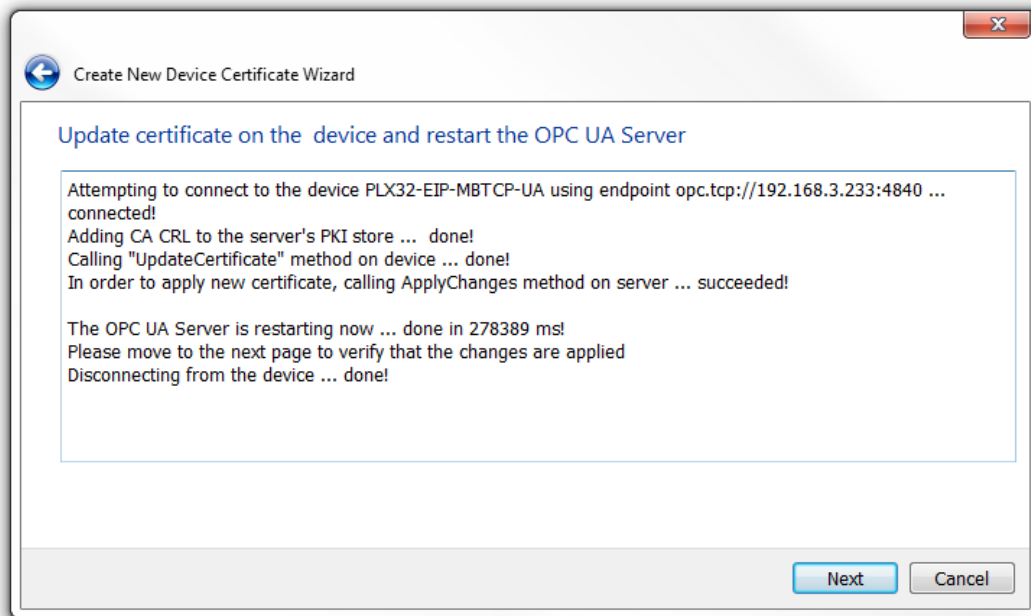 Create New Device Certificate Wizard
Update certificate on the  device and restart the OPC UA Server
Attempting to connect to the device PLX32-EIP-MBTCP-UA using endpoint opc.tcp://192.168.3.233:4840 ...
connected!
Adding CA CRL to the server's PKI store ...  done!
Calling "UpdateCertificate" method on device ... done!
In order to apply new certificate, calling ApplyChanges method on server ... succeeded!
The OPC UA Server is restarting now ... done in 278389 ms!
Please move to the next page to verify that the changes are applied
Disconnecting from the device ... done!
Next
Cancel